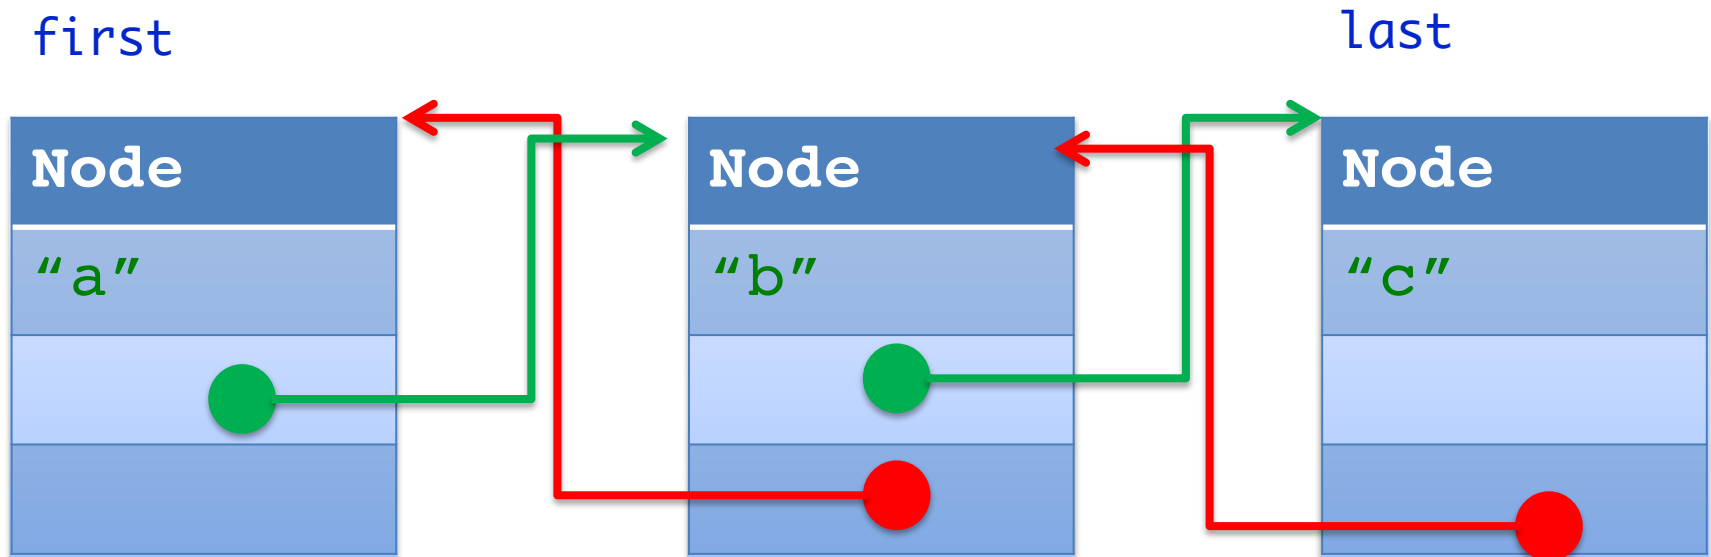 first
last
Node
Node
Node
“a”
“b”
“c”